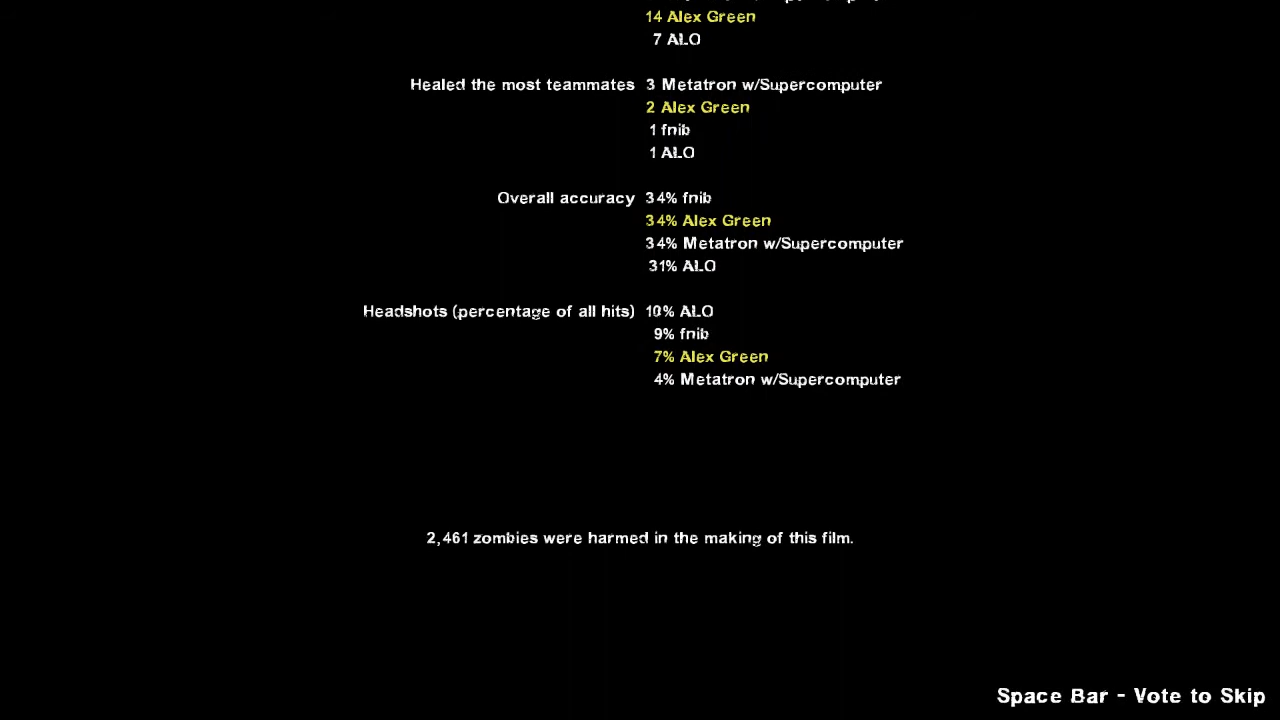 14 Alex Green
7 ALO
Healed the most teammates 3 Metatron w/Supercomputer
2 Alex Green
1 fnib
1 ALO
Overall accuracy 34% fnib
34% Alex Green
34% Metatron w/Supercomputer
31% ALO
Headshots (percentage of all hits) 10% ALO
9% fnib
7% Alex Green
4% Metatron w/Supercomputer
2,461 zombies were harmed in the making of this film.
Space Bar - Vote to Skip